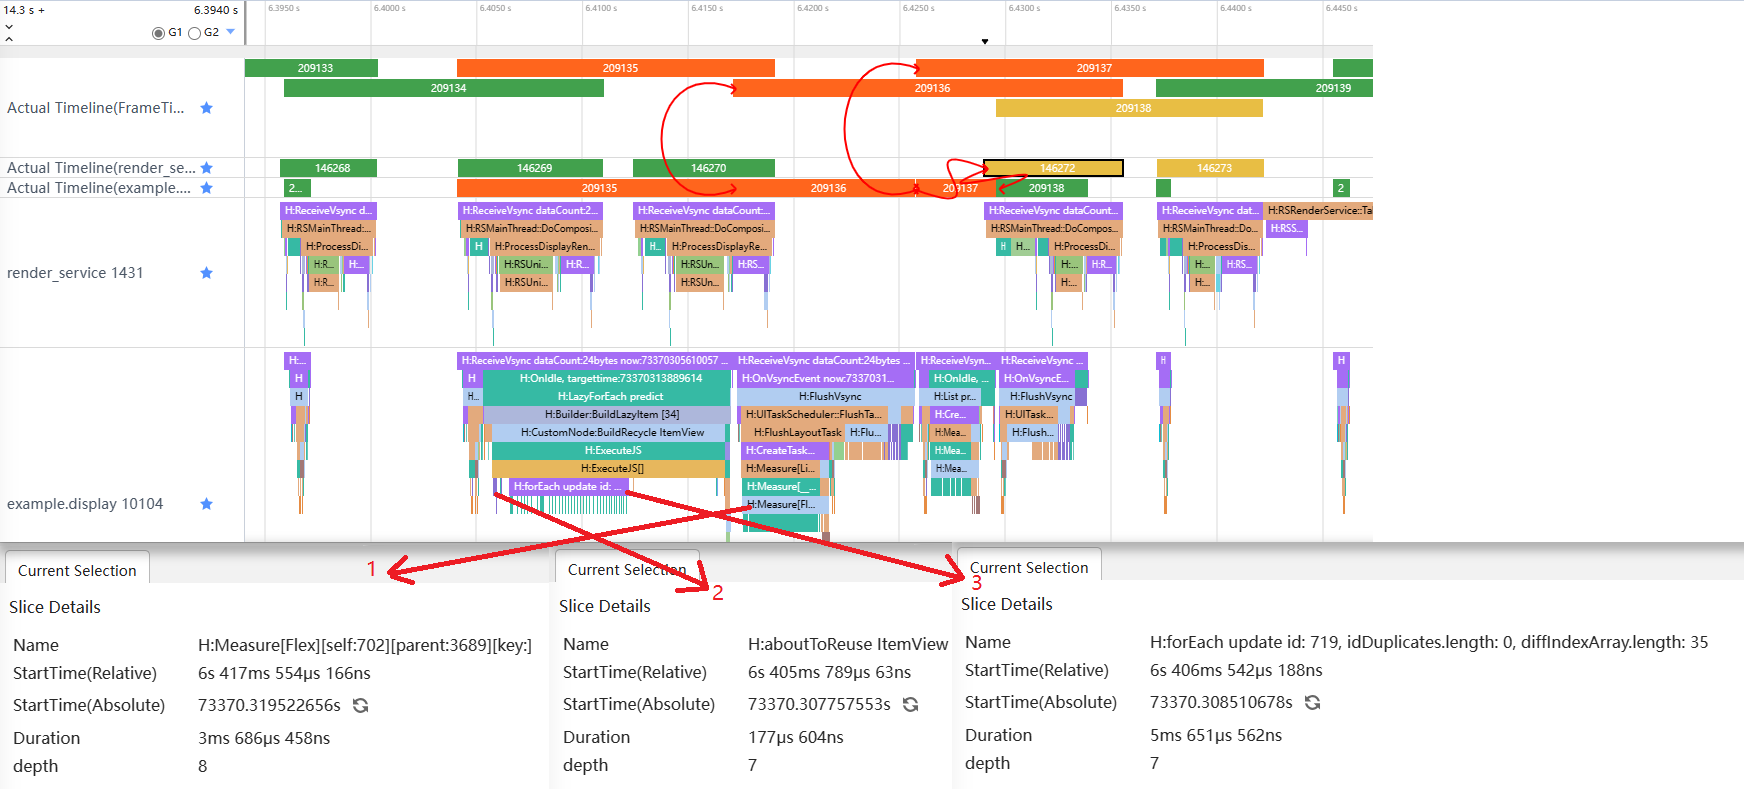 14.3 s +
6.3940 s
6.3950 s
6.4000 s
6.4050 s
6.4100 s
6.4150 s
6.4200 s
6.4250 s
6.4300 s
6.4350 s
6.4400 s
6.4450 s
G1 G2
209133
209135
209137
209134
209136
209139
209138
Actual Timeline(FrameTi...
Actual Timeline(render_se...
146268
146269
146270
146272
146273
Actual Timeline(example....
2...
209135
209136
209137
209138
2
H:ReceiveVsync d...
H:ReceiveVsync dataCount:2...
H:ReceiveVsync dataCount:...
H:ReceiveVsync dataCount...
H:ReceiveVsync dat...
H:RSRenderService::Ta
H:RSMainThread:...
H:RSMainThread::DoComposi...
H:RSMainThread::DoComposi...
H:RSMainThread::DoCompos...
H:RSMainThread::Do...
H:RSS...
H:ProcessDi...
H
H:ProcessDisplayRen...
H..
H:ProcessDisplayRe...
H
H...
H:ProcessDi...
H:ProcessDis...
render_service 1431
H:R...
H:...
H:RSUni...
H:R...
H:RSUn...
H:RS...
H:...
H:R...
H:...
H:RS...
H:R...
H:RSUni...
H:RSUn...
H:...
H:...
H:...
H:ReceiveVsync dataCount:24bytes now:73370305610057 ...
H:ReceiveVsync dataCount:24bytes ...
H:ReceiveVsyn...
H:ReceiveVsync ...
H
H
H
H
H:OnIdle, targettime:73370313889614
H:OnVsyncEvent now:7337031...
H:OnIdle, ...
H:OnVsyncE...
H
H..
H:LazyForEach predict
H:FlushVsync
H:List pr...
H:FlushVsync
H:Builder:BuildLazyItem [34]
H:UITaskScheduler::FlushTa...
H:Cre...
H:UITask...
H:CustomNode:BuildRecycle ItemView
H:FlushLayoutTask
H:Flu...
H:Mea...
H:Flush...
H:ExecuteJS
H:CreateTask...
H:Mea...
H:ExecuteJS[]
H:Measure[Li...
H:Mea...
H:forEach update id: ...
H:Measure[__...
example.display 10104
H:Measure[Fl...
1
2
3
Current Selection
Slice Details
Name H:Measure[Flex][self:702][parent:3689][key:]
StartTime(Relative) 6s 417ms 554μs 166ns
StartTime(Absolute) 73370.319522656s
Duration 3ms 686μs 458ns
depth 8
Current Selection
Slice Details
Name H:aboutToReuse ItemView
StartTime(Relative) 6s 405ms 789μs 63ns
StartTime(Absolute) 73370.307757553s
Duration 177μs 604ns
depth 7
Current Selection
Slice Details
Name H:forEach update id: 719, idDuplicates.length: 0, diffIndexArray.length: 35
StartTime(Relative) 6s 406ms 542μs 188ns
StartTime(Absolute) 73370.308510678s
Duration 5ms 651μs 562ns
depth 7